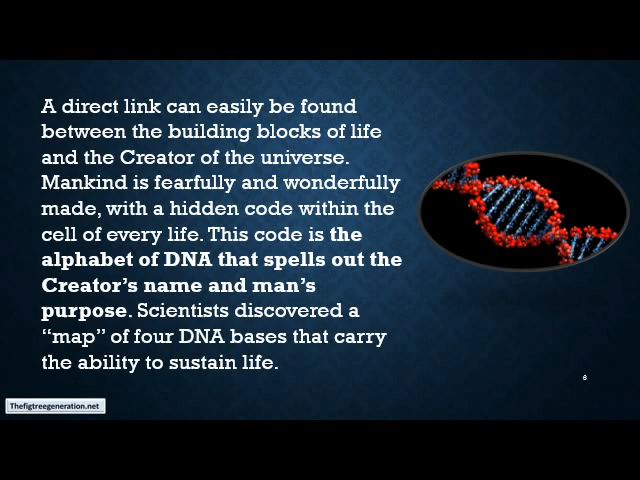 A direct link can easily be found
between the building blocks of life
and the Creator of the universe.
Mankind is fearfully and wonderfully
made, with a hidden code within the
cell of every life. This code is the
alphabet of DNA that spells out the
Creator’s name and man’s
purpose. Scientists discovered a
“map” of four DNA bases that carry
the ability to sustain life.
6
Thefigtreegeneration.net